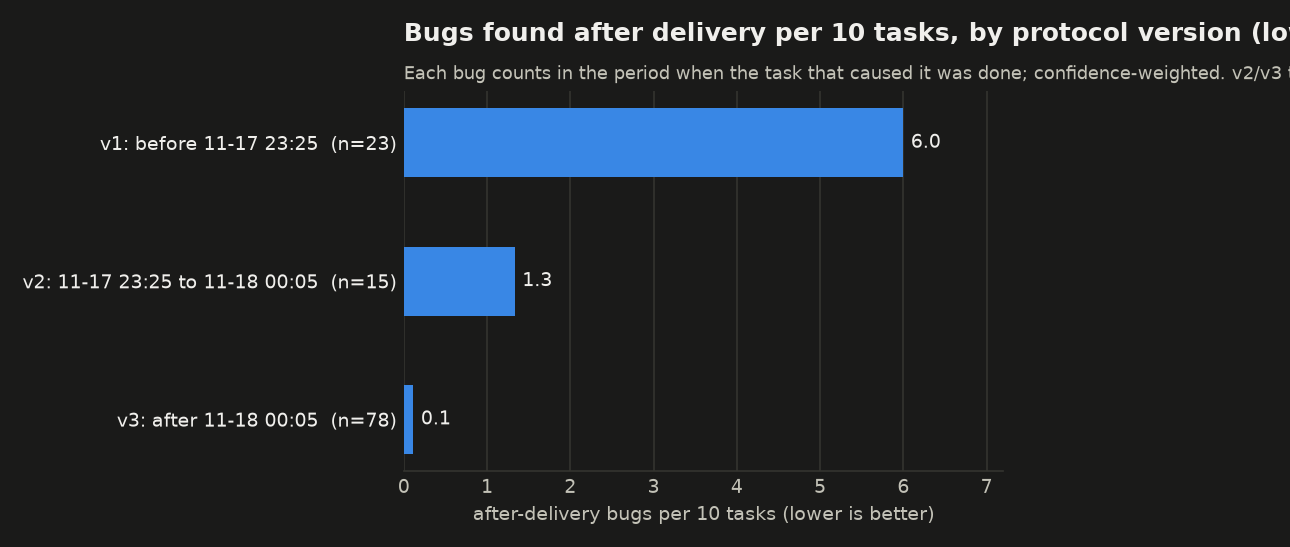 Bugs found after delivery per 10 tasks, by protocol version
Each bug counts in the period when the task that caused it was done; confidence-weighted. v2/v3
v1: before 11-17 23:25 (n=23)
6.0
v2: 11-17 23:25 to 11-18 00:05 (n=15)
1.3
v3: after 11-18 00:05 (n=78)
0.1
0 1 2 3 4 5 6 7
after-delivery bugs per 10 tasks (lower is better)